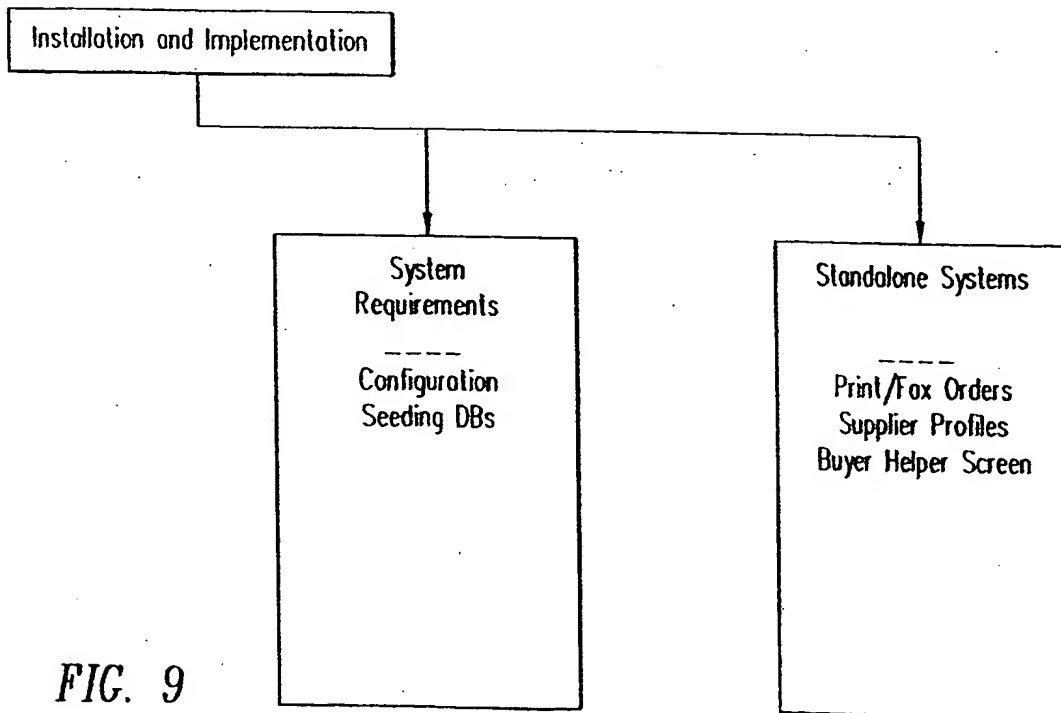 Installation and Implementation
System
Requirements
----
Configuration
Seeding DBs
Standalone Systems
----
Print/Fax Orders
Supplier Profiles
Buyer Helper Screen
FIG. 9